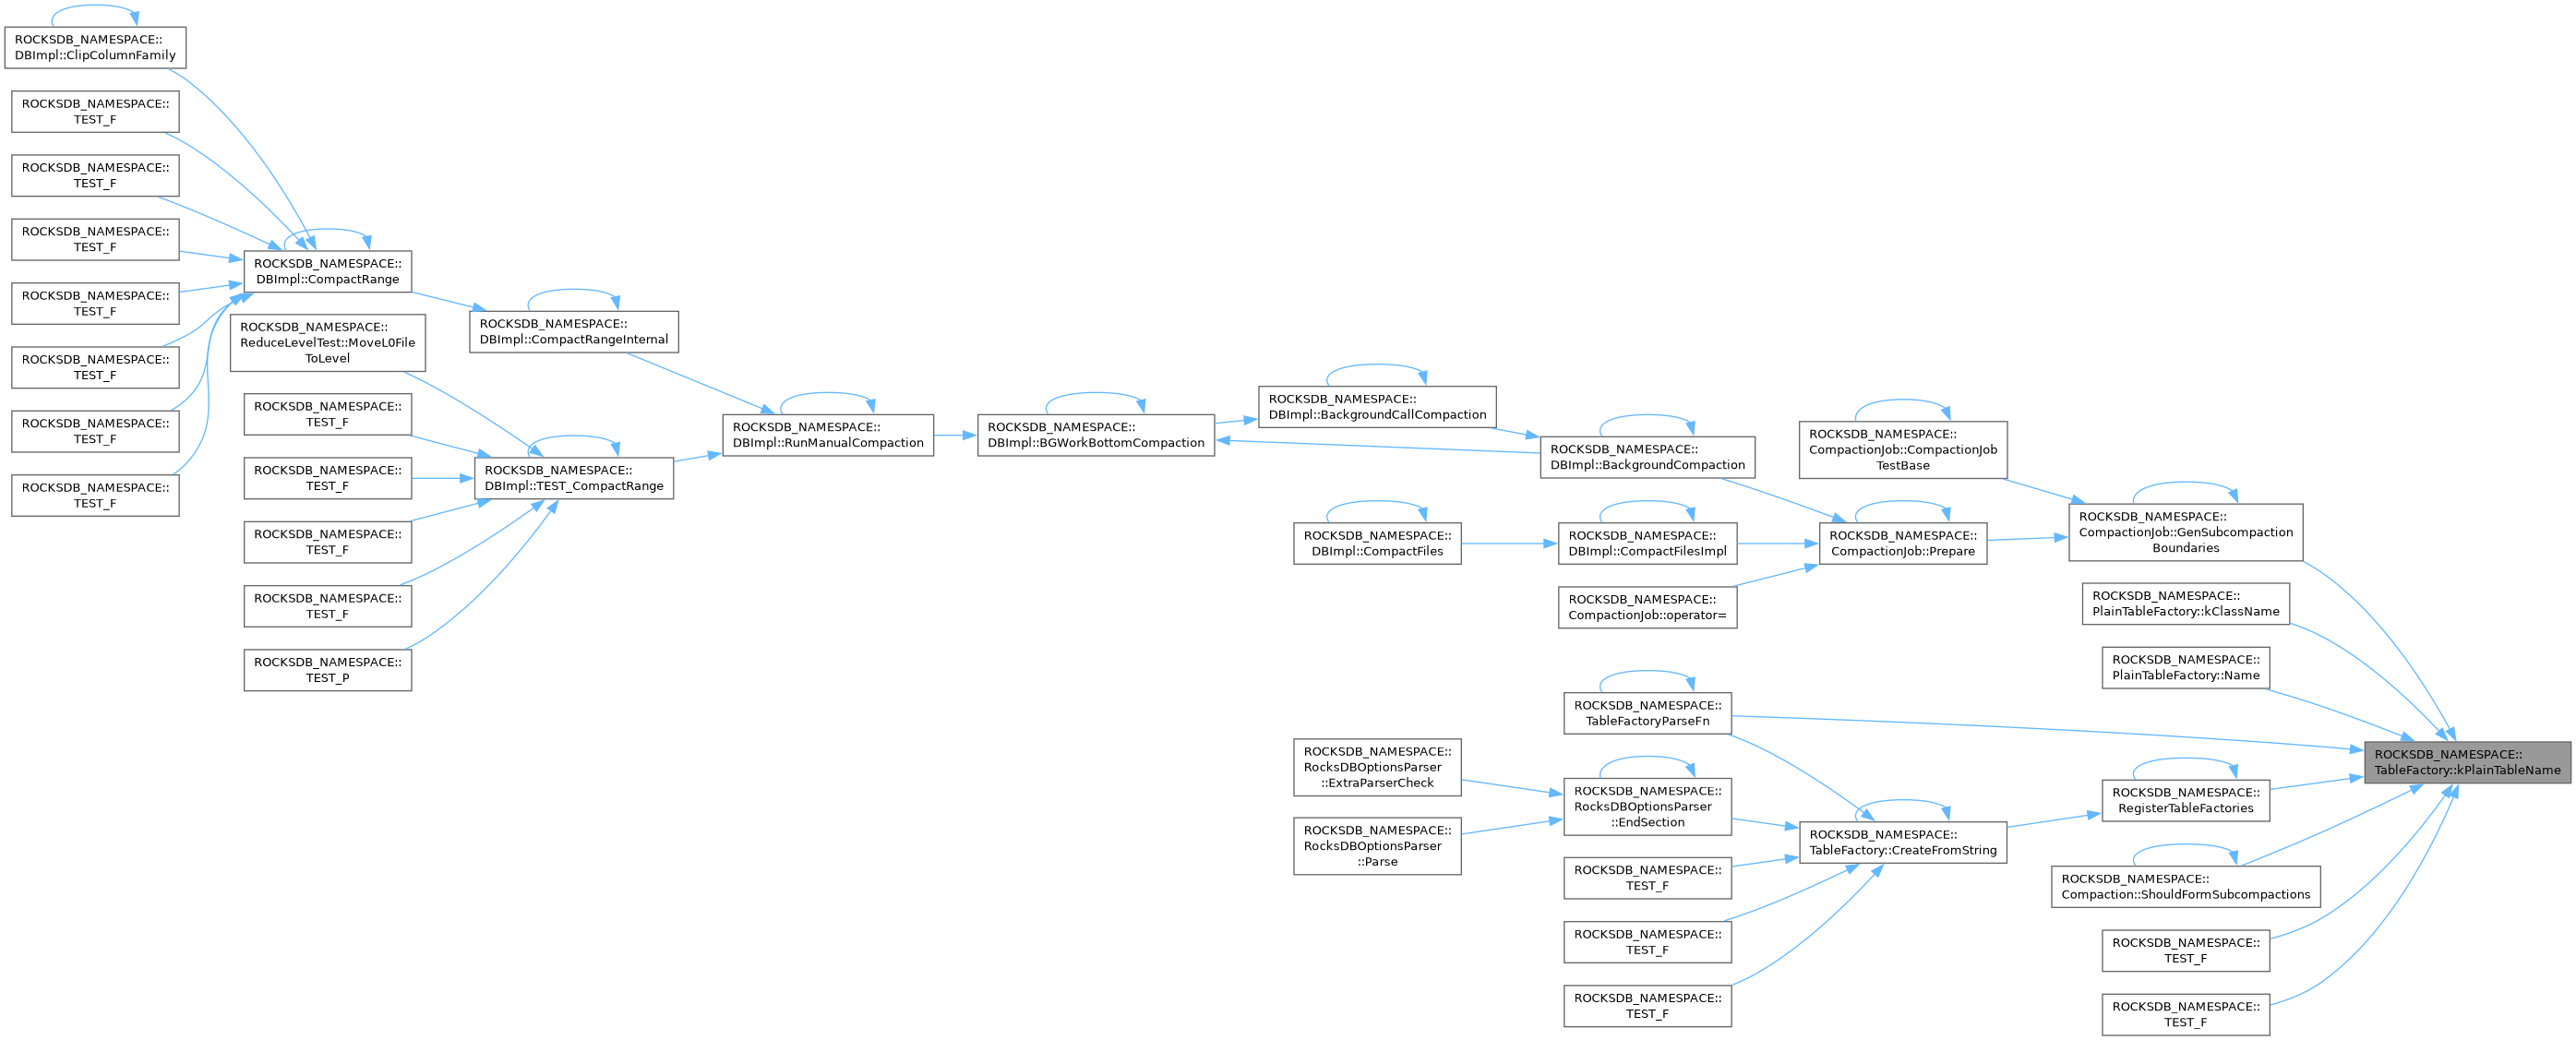 ROCKSDB_NAMESPACE::
DBImpl::ClipColumnFamily
ROCKSDB_NAMESPACE::
TEST_F
ROCKSDB_NAMESPACE::
TEST_F
ROCKSDB_NAMESPACE::
TEST_F
ROCKSDB_NAMESPACE::
TEST_F
ROCKSDB_NAMESPACE::
TEST_F
ROCKSDB_NAMESPACE::
TEST_F
ROCKSDB_NAMESPACE::
TEST_F
ROCKSDB_NAMESPACE::
DBImpl::CompactRange
ROCKSDB_NAMESPACE::
ReduceLevelTest::MoveL0File
ToLevel
ROCKSDB_NAMESPACE::
TEST_F
ROCKSDB_NAMESPACE::
TEST_F
ROCKSDB_NAMESPACE::
TEST_F
ROCKSDB_NAMESPACE::
TEST_F
ROCKSDB_NAMESPACE::
TEST_P
ROCKSDB_NAMESPACE::
DBImpl::CompactRangeInternal
ROCKSDB_NAMESPACE::
DBImpl::TEST_CompactRange
ROCKSDB_NAMESPACE::
DBImpl::RunManualCompaction
ROCKSDB_NAMESPACE::
DBImpl::BGWorkBottomCompaction
ROCKSDB_NAMESPACE::
DBImpl::BackgroundCallCompaction
ROCKSDB_NAMESPACE::
DBImpl::CompactFiles
ROCKSDB_NAMESPACE::
RocksDBOptionsParser
::ExtraParserCheck
ROCKSDB_NAMESPACE::
RocksDBOptionsParser
::Parse
ROCKSDB_NAMESPACE::
DBImpl::BackgroundCompaction
ROCKSDB_NAMESPACE::
DBImpl::CompactFilesImpl
ROCKSDB_NAMESPACE::
CompactionJob::operator=
ROCKSDB_NAMESPACE::
TableFactoryParseFn
ROCKSDB_NAMESPACE::
RocksDBOptionsParser
::EndSection
ROCKSDB_NAMESPACE::
TEST_F
ROCKSDB_NAMESPACE::
TEST_F
ROCKSDB_NAMESPACE::
TEST_F
ROCKSDB_NAMESPACE::
CompactionJob::CompactionJob
TestBase
ROCKSDB_NAMESPACE::
CompactionJob::Prepare
ROCKSDB_NAMESPACE::
TableFactory::CreateFromString
ROCKSDB_NAMESPACE::
CompactionJob::GenSubcompaction
Boundaries
ROCKSDB_NAMESPACE::
PlainTableFactory::kClassName
ROCKSDB_NAMESPACE::
PlainTableFactory::Name
ROCKSDB_NAMESPACE::
RegisterTableFactories
ROCKSDB_NAMESPACE::
Compaction::ShouldFormSubcompactions
ROCKSDB_NAMESPACE::
TEST_F
ROCKSDB_NAMESPACE::
TEST_F
ROCKSDB_NAMESPACE::
TableFactory::kPlainTableName